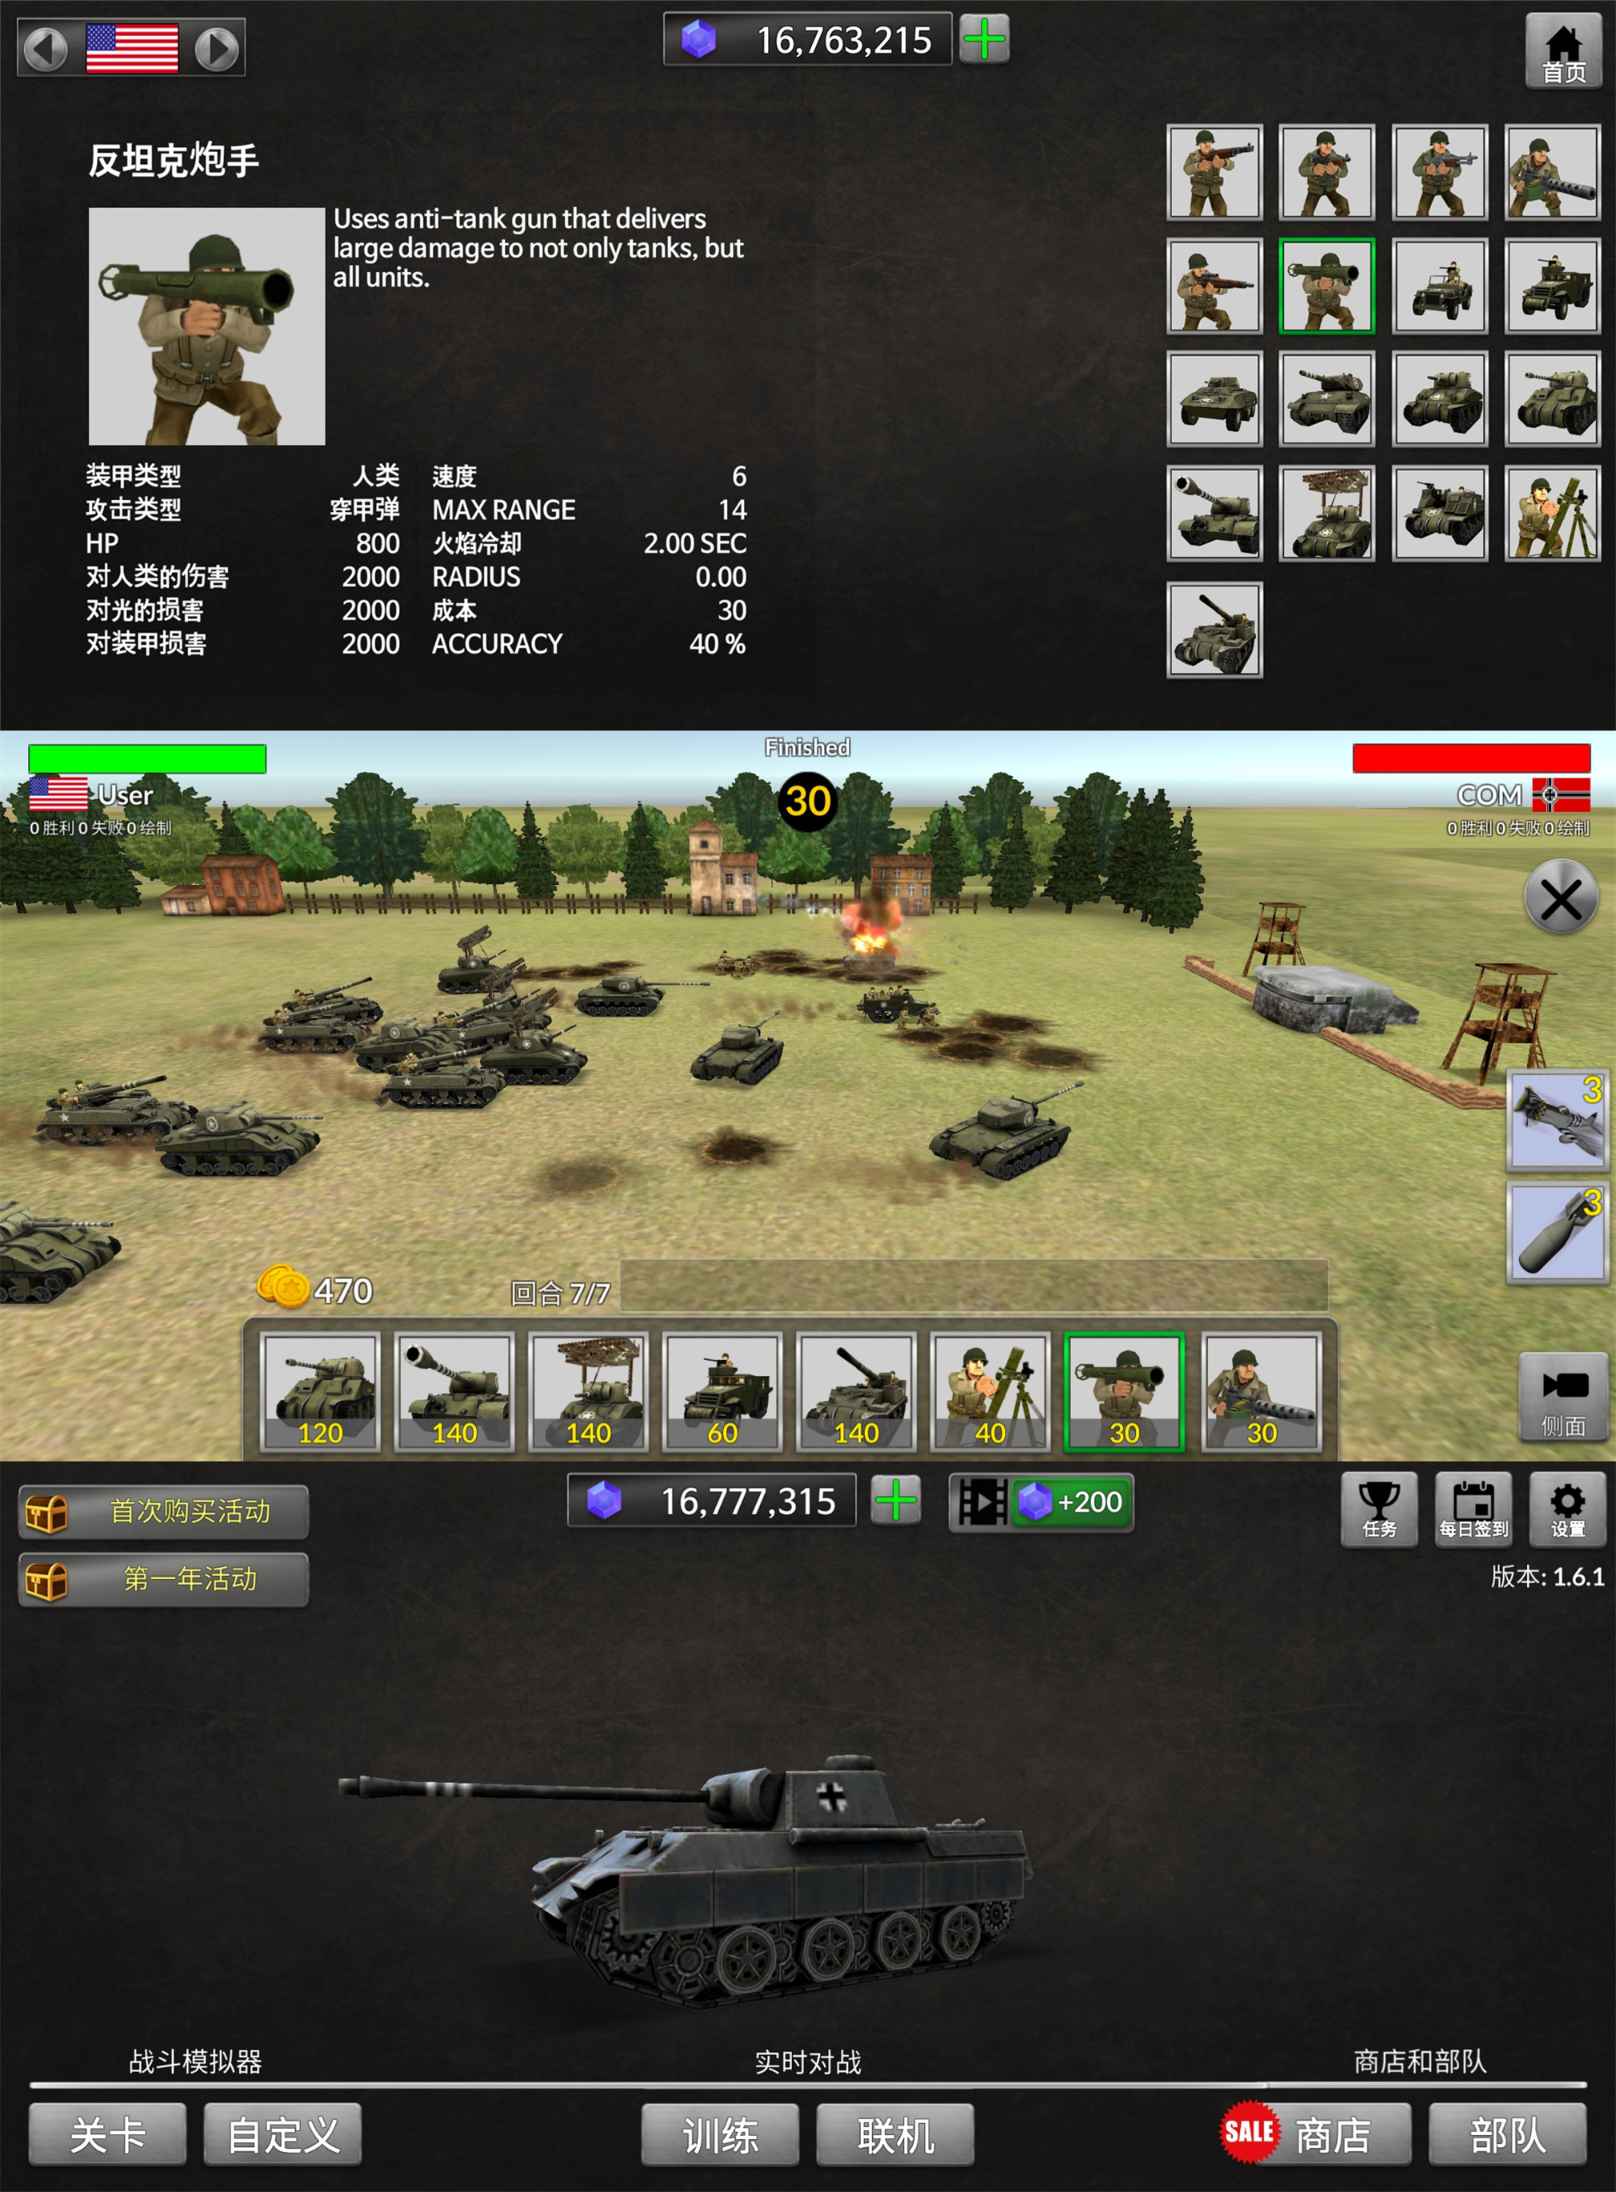 16,763,215
首页
反坦克炮手
Uses anti-tank gun that delivers
large damage to not only tanks, but
all units.
装甲类型 人类 速度 6
攻击类型 穿甲弹 MAX RANGE 14
HP 800 火焰冷却 2.00 SEC
对人类的伤害 2000 RADIUS 0.00
对光的损害 2000 成本 30
对装甲损害 2000 ACCURACY 40 %
Finished
30
User
COM
0 胜利 0 失败 0 绘制
0 胜利 0 失败 0 绘制
3
3
470
回合 7/7
120
140
140
60
140
40
30
30
侧面
首次购买活动
16,777,315
+200
任务
每日签到
设置
第一年活动
版本: 1.6.1
战斗模拟器
实时对战
商店和部队
关卡
自定义
训练
联机
SALE
商店
部队